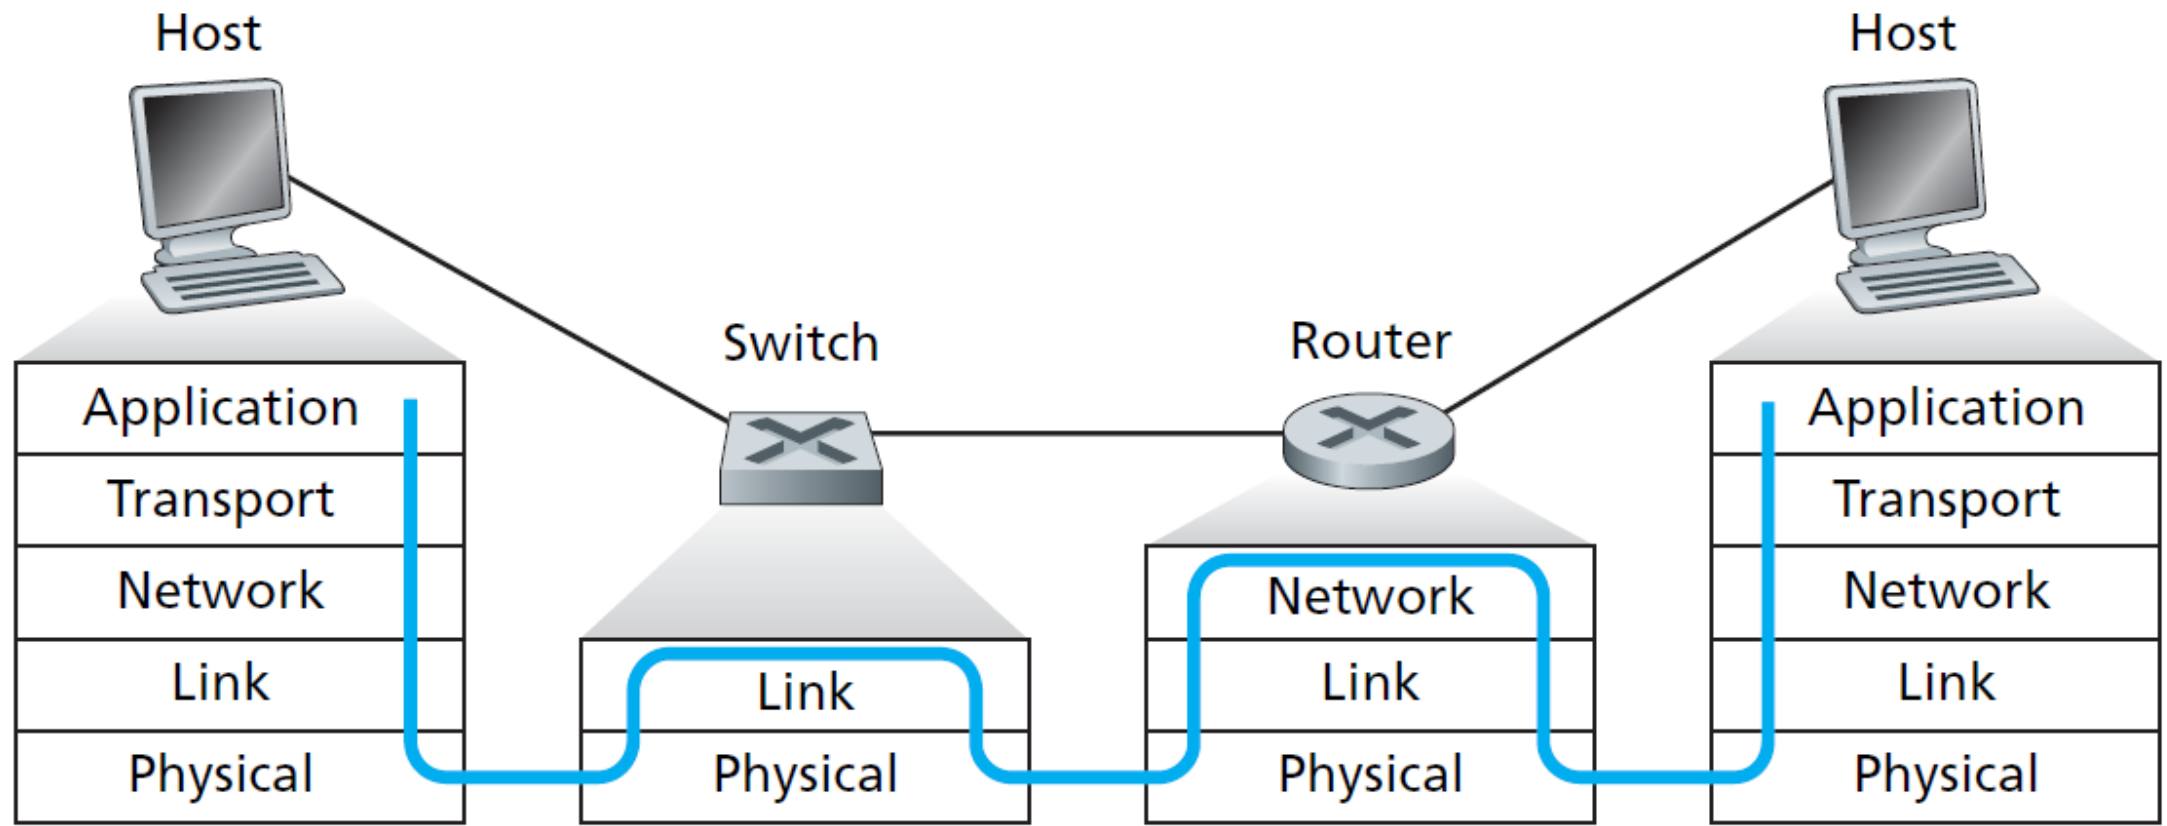 Host
Host
Switch
Router
Application
Transport
Network
Link
Physical
Link
Physical
Network
Link
Physical
Application
Transport
Network
Link
Physical